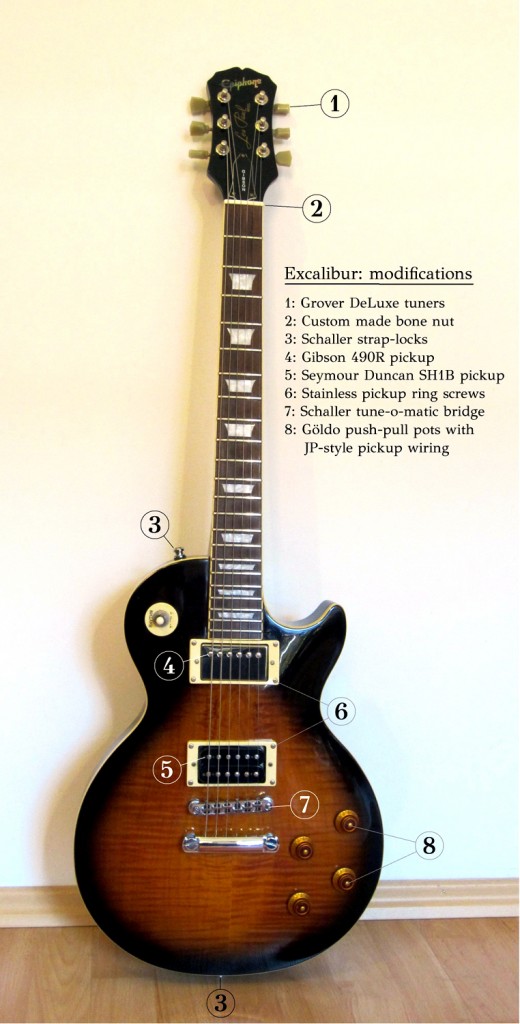 Epiphone
1
Les Paul
2
Excalibur: modifications
1: Grover DeLuxe tuners
2: Custom made bone nut
3: Schaller strap-locks
4: Gibson 490R pickup
5: Seymour Duncan SH1B pickup
6: Stainless pickup ring screws
7: Schaller tune-o-matic bridge
8: Göldo push-pull pots with
JP-style pickup wiring
3
4
6
5
7
8
3